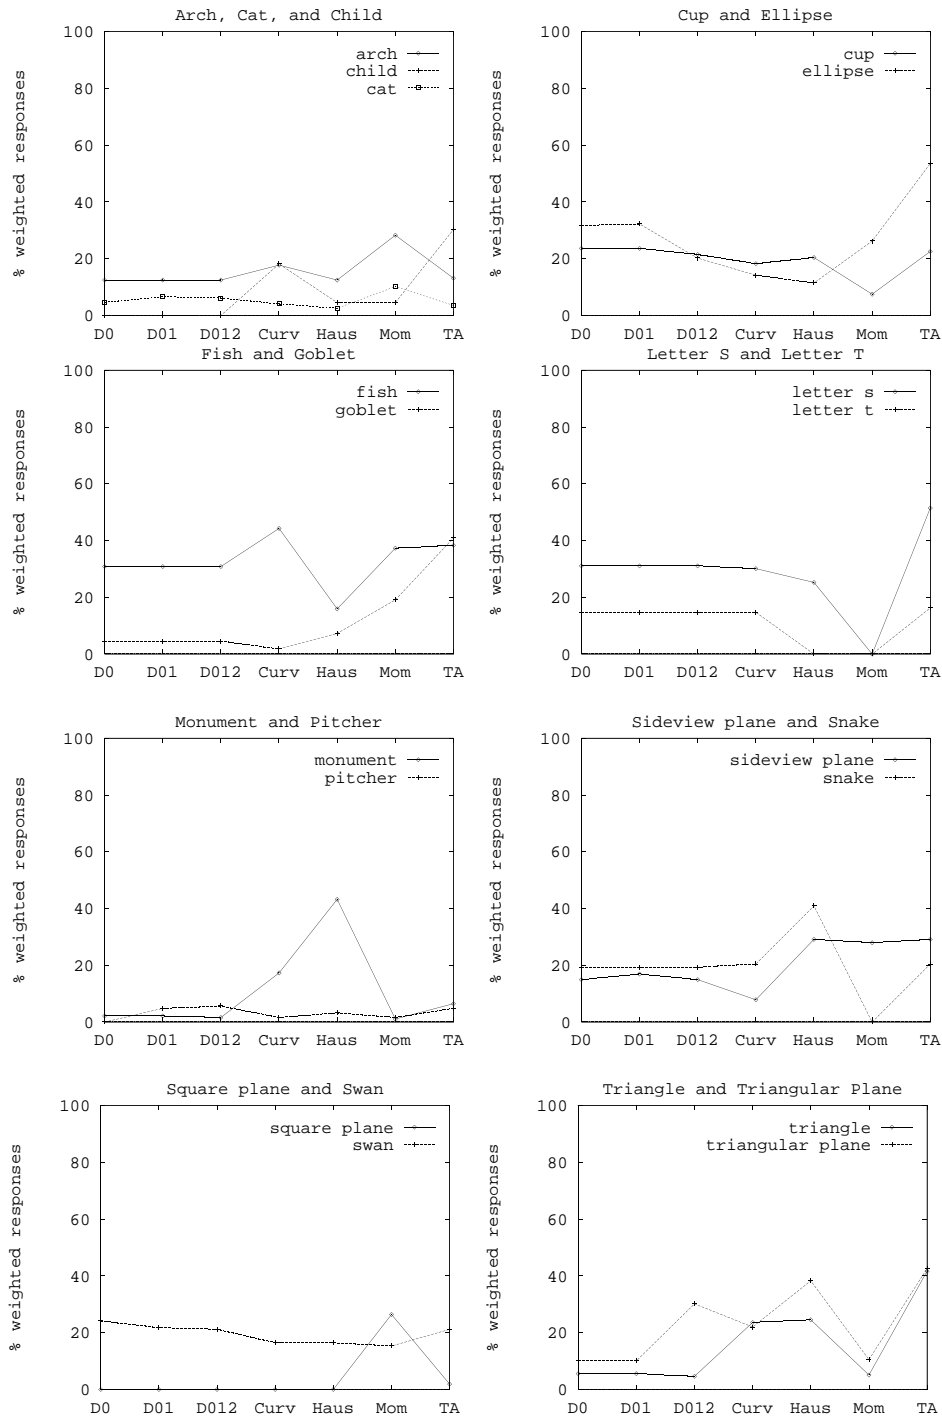 Arch, Cat, and Child
100
80
60
40
20
0
% weighted responses
arch
child
cat
D0 D01 D012 Curv Haus Mom TA
Cup and Ellipse
100
80
60
40
20
0
% weighted responses
cup
ellipse
D0 D01 D012 Curv Haus Mom TA
Fish and Goblet
100
80
60
40
20
0
% weighted responses
fish
goblet
D0 D01 D012 Curv Haus Mom TA
Letter S and Letter T
100
80
60
40
20
0
% weighted responses
letter s
letter t
D0 D01 D012 Curv Haus Mom TA
Monument and Pitcher
100
80
60
40
20
0
% weighted responses
monument
pitcher
D0 D01 D012 Curv Haus Mom TA
Sideview plane and Snake
100
80
60
40
20
0
% weighted responses
sideview plane
snake
D0 D01 D012 Curv Haus Mom TA
Square plane and Swan
100
80
60
40
20
0
% weighted responses
square plane
swan
D0 D01 D012 Curv Haus Mom TA
Triangle and Triangular Plane
100
80
60
40
20
0
% weighted responses
triangle
triangular plane
D0 D01 D012 Curv Haus Mom TA